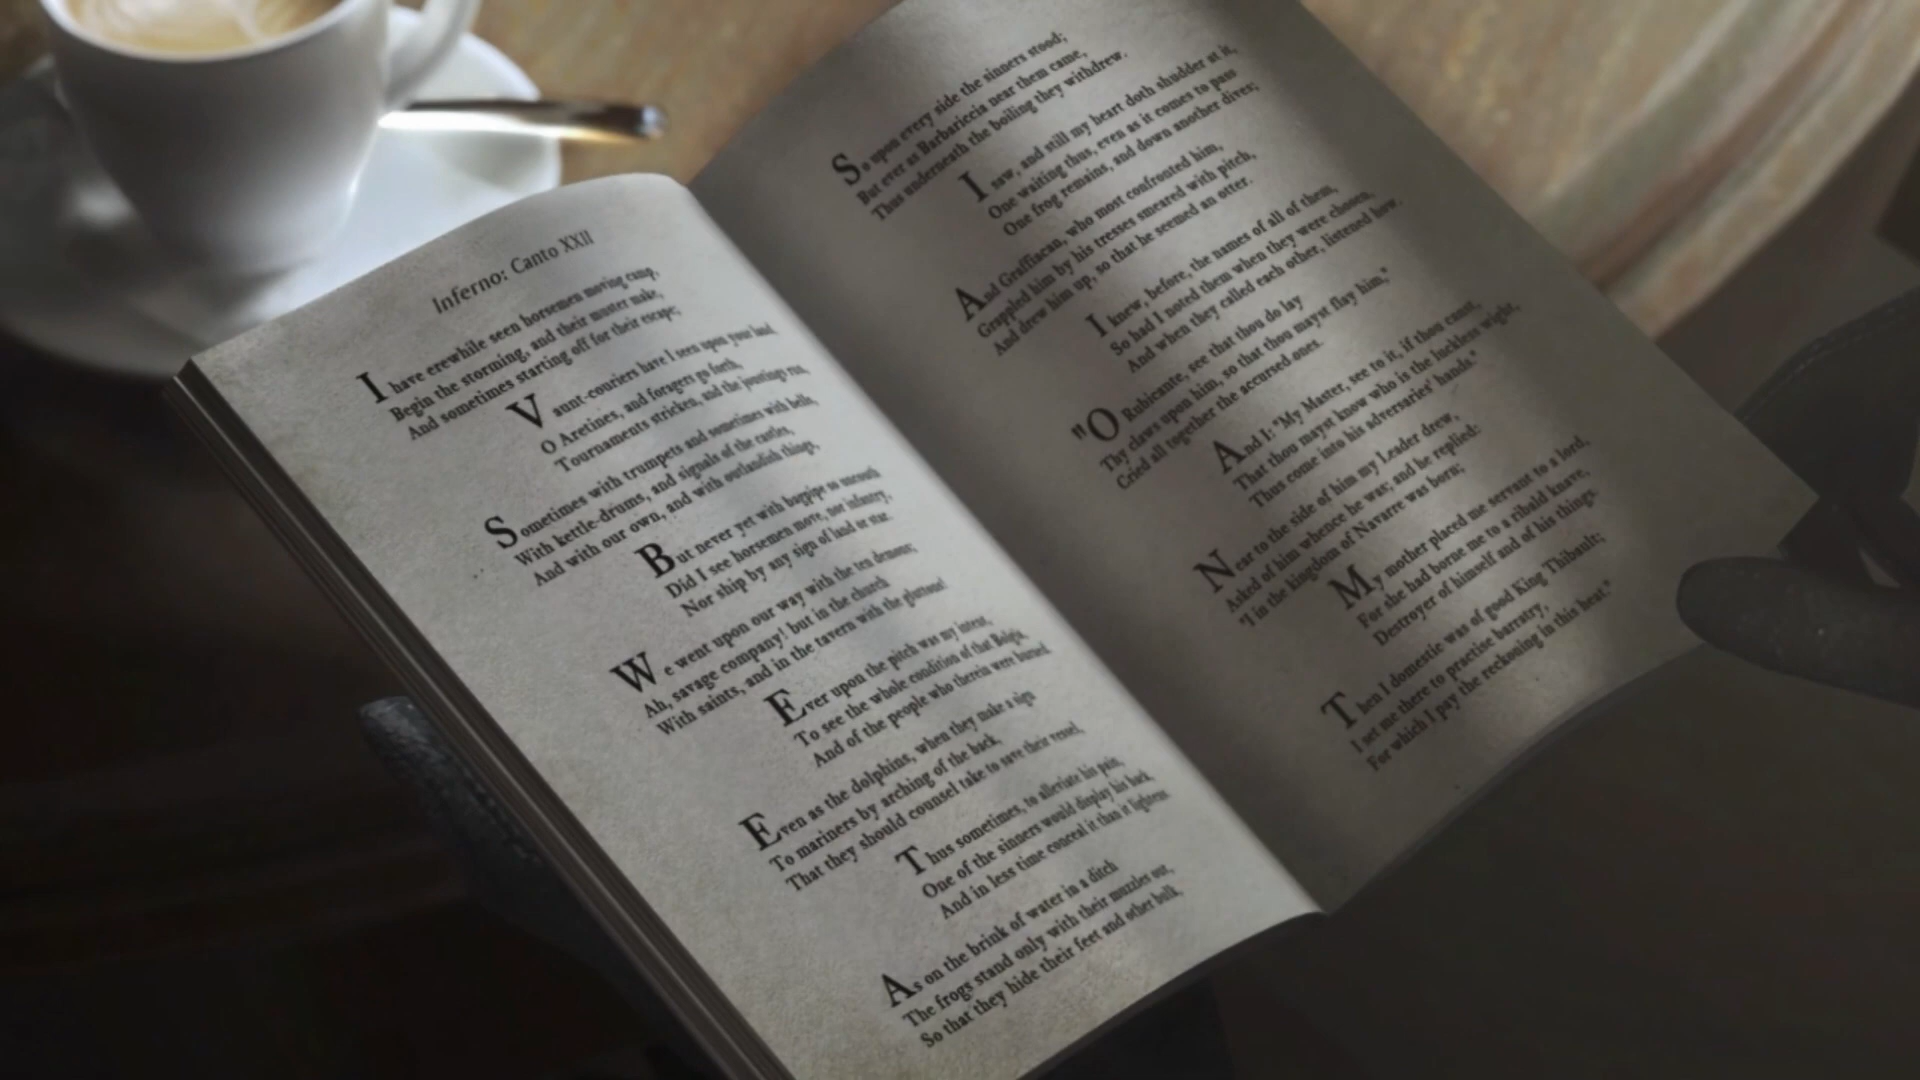 Inferno: Canto XXII
I have erewhile seen horsemen moving camp,
Begin the storming, and their muster make,
And sometimes starting off for their escape;
Vaunt-couriers have I seen upon your land,
O Aretines, and foragers go forth,
Tournaments stricken, and the joustings run,
Sometimes with trumpets and sometimes with bells,
With kettle-drums, and signals of the castles,
And with our own, and with outlandish things,
But never yet with bagpipe so uncouth
Did I see horsemen move, nor infantry,
Nor ship by any sign of land or star.
We went upon our way with the ten demons;
Ah, savage company! but in the church
With saints, and in the tavern with the gluttons!
Ever upon the pitch was my intent,
To see the whole condition of that Bolgia,
And of the people who therein were burned.
Even as the dolphins, when they make a sign
To mariners by arching of the back,
That they should counsel take to save their vessel,
Thus sometimes, to alleviate his pain,
One of the sinners would display his back,
And in less time conceal it than it lightens.
As on the brink of water in a ditch
The frogs stand only with their muzzles out,
So that they hide their feet and other bulk,
So upon every side the sinners stood;
But ever as Barbariccia near them came,
Thus underneath the boiling they withdrew.
I saw, and still my heart doth shudder at it,
One waiting thus, even as it comes to pass
One frog remains, and down another dives;
And Graffiacan, who most confronted him,
Grappled him by his tresses smeared with pitch,
And drew him up, so that he seemed an otter.
I knew, before, the names of all of them,
So had I noted them when they were chosen,
And when they called each other, listened how.
"O Rubicante, see that thou do lay
Thy claws upon him, so that thou mayst flay him,"
Cried all together the accursed ones.
And I: "My Master, see to it, if thou canst,
That thou mayst know who is the luckless wight,
Thus come into his adversaries' hands."
Near to the side of him my Leader drew,
Asked of him whence he was; and he replied:
"I in the kingdom of Navarre was born;
My mother placed me servant to a lord,
For she had borne me to a ribald knave,
Destroyer of himself and of his things.
Then I domestic was of good King Thibault;
I set me there to practise barratry,
For which I pay the reckoning in this heat."